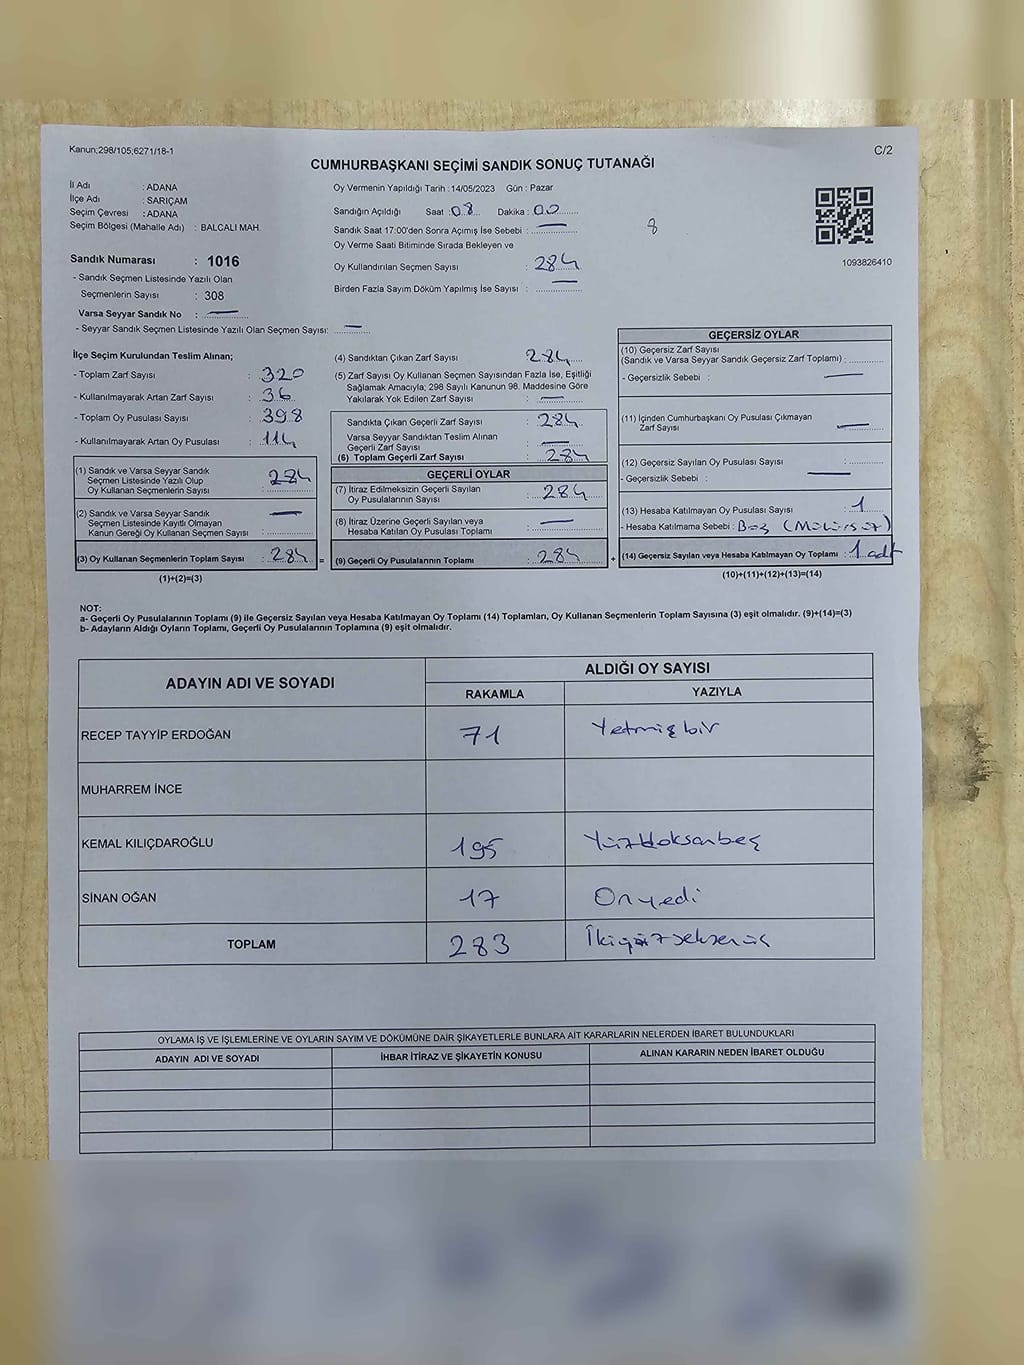 Kanun;298/105;6271/18-1
C/2
CUMHURBAŞKANI SEÇİMİ SANDIK SONUÇ TUTANAĞI
İl Adı : ADANA
İlçe Adı : SARIÇAM
Seçim Çevresi : ADANA
Seçim Bölgesi (Mahalle Adı) : BALCALI MAH.
Sandık Numarası : 1016
- Sandık Seçmen Listesinde Yazılı Olan
Seçmenlerin Sayısı : 308
Varsa Seyyar Sandık No : —
- Seyyar Sandık Seçmen Listesinde Yazılı Olan Seçmen Sayısı: —
Oy Vermenin Yapıldığı Tarih : 14/05/2023 Gün : Pazar
Sandığın Açıldığı Saat : 08 Dakika : 00
Sandık Saat 17:00'den Sonra Açımış İse Sebebi : —
Oy Verme Saati Bitiminde Sırada Bekleyen ve
Oy Kullandırılan Seçmen Sayısı : 284
Birden Fazla Sayım Döküm Yapılmış İse Sayısı : —
8
1093826410
İlçe Seçim Kurulundan Teslim Alınan;
- Toplam Zarf Sayısı : 320
- Kullanılmayarak Artan Zarf Sayısı : 36
- Toplam Oy Pusulası Sayısı : 398
- Kullanılmayarak Artan Oy Pusulası : 114
(1) Sandık ve Varsa Seyyar Sandık
Seçmen Listesinde Yazılı Olup
Oy Kullanan Seçmenlerin Sayısı : 284
(2) Sandık ve Varsa Seyyar Sandık
Seçmen Listesinde Kayıtlı Olmayan
Kanun Gereği Oy Kullanan Seçmen Sayısı : —
(3) Oy Kullanan Seçmenlerin Toplam Sayısı : 284 =
(1)+(2)=(3)
(4) Sandıktan Çıkan Zarf Sayısı : 284
(5) Zarf Sayısı Oy Kullanan Seçmen Sayısından Fazla İse, Eşitliği
Sağlamak Amacıyla; 298 Sayılı Kanunun 98. Maddesine Göre
Yakılarak Yok Edilen Zarf Sayısı : —
Sandıkta Çıkan Geçerli Zarf Sayısı : 284
Varsa Seyyar Sandıktan Teslim Alınan
Geçerli Zarf Sayısı : —
(6) Toplam Geçerli Zarf Sayısı : 284
GEÇERLİ OYLAR
(7) İtiraz Edilmeksizin Geçerli Sayılan
Oy Pusulalarının Sayısı : 284
(8) İtiraz Üzerine Geçerli Sayılan veya
Hesaba Katılan Oy Pusulası Toplamı : —
(9) Geçerli Oy Pusulalarının Toplamı : 284 +
GEÇERSİZ OYLAR
(10) Geçersiz Zarf Sayısı
(Sandık ve Varsa Seyyar Sandık Geçersiz Zarf Toplamı) :
- Geçersizlik Sebebi : —
(11) İçinden Cumhurbaşkanı Oy Pusulası Çıkmayan
Zarf Sayısı : —
(12) Geçersiz Sayılan Oy Pusulası Sayısı :
- Geçersizlik Sebebi : —
(13) Hesaba Katılmayan Oy Pusulası Sayısı : 1
- Hesaba Katılmama Sebebi : Boş (Mühürsüz)
(14) Geçersiz Sayılan veya Hesaba Katılmayan Oy Toplamı : 1 adt
(10)+(11)+(12)+(13)=(14)
NOT:
a- Geçerli Oy Pusulalarının Toplamı (9) ile Geçersiz Sayılan veya Hesaba Katılmayan Oy Toplamı (14) Toplamları, Oy Kullanan Seçmenlerin Toplam Sayısına (3) eşit olmalıdır. (9)+(14)=(3)
b- Adayların Aldığı Oyların Toplamı, Geçerli Oy Pusulalarının Toplamına (9) eşit olmalıdır.
ADAYIN ADI VE SOYADI ALDIĞI OY SAYISI
RAKAMLA YAZIYLA
RECEP TAYYİP ERDOĞAN 71 Yetmişbir
MUHARREM İNCE
KEMAL KILIÇDAROĞLU 195 Yüzdoksanbeş
SİNAN OĞAN 17 Onyedi
TOPLAM 283 İkiyüzseksenüç
OYLAMA İŞ VE İŞLEMLERİNE VE OYLARIN SAYIM VE DÖKÜMÜNE DAİR ŞİKAYETLERLE BUNLARA AİT KARARLARIN NELERDEN İBARET BULUNDUKLARI
ADAYIN ADI VE SOYADI İHBAR İTİRAZ VE ŞİKAYETİN KONUSU ALINAN KARARIN NEDEN İBARET OLDUĞU